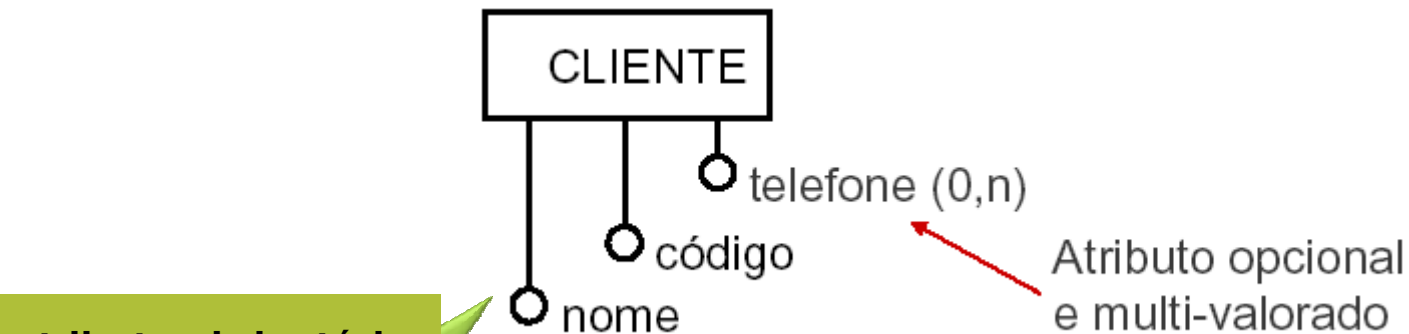 CLIENTE
telefone (0,n)
código
Atributo opcional
e multi-valorado
nome